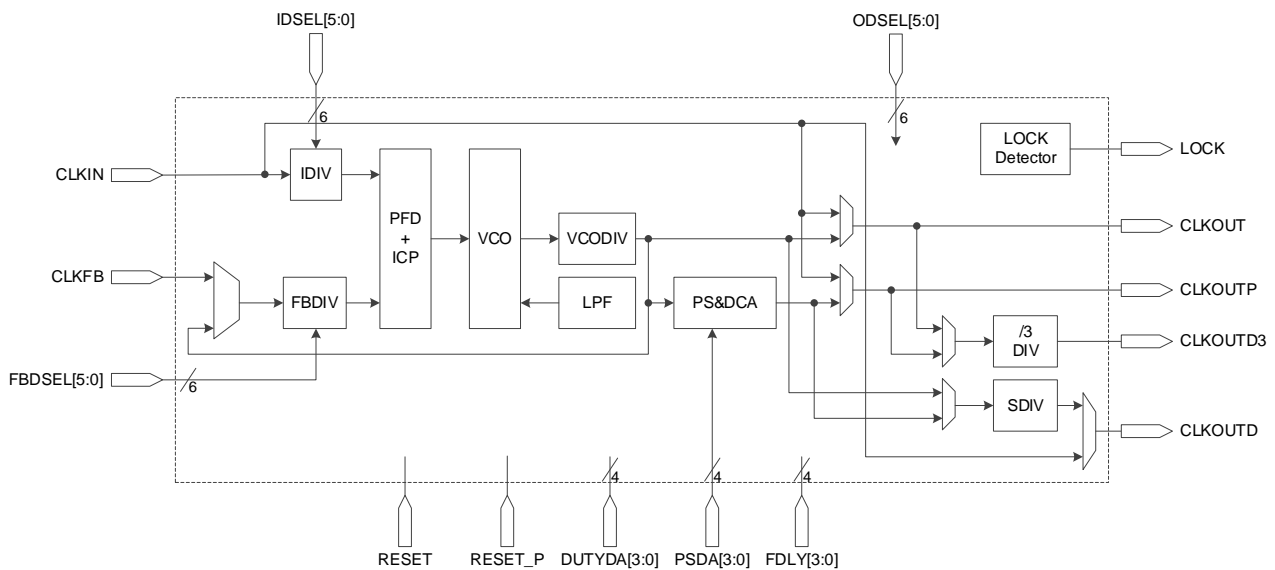 IDSEL[5:0]
ODSEL[5:0]
6
6
LOCK
Detector
LOCK
CLKIN
IDIV
PFD
+
ICP
VCO
VCODIV
CLKOUT
CLKFB
FBDIV
LPF
PS&DCA
CLKOUTP
/3
DIV
CLKOUTD3
FBDSEL[5:0]
6
SDIV
CLKOUTD
4
4
4
RESET
RESET_P
DUTYDA[3:0]
PSDA[3:0]
FDLY[3:0]